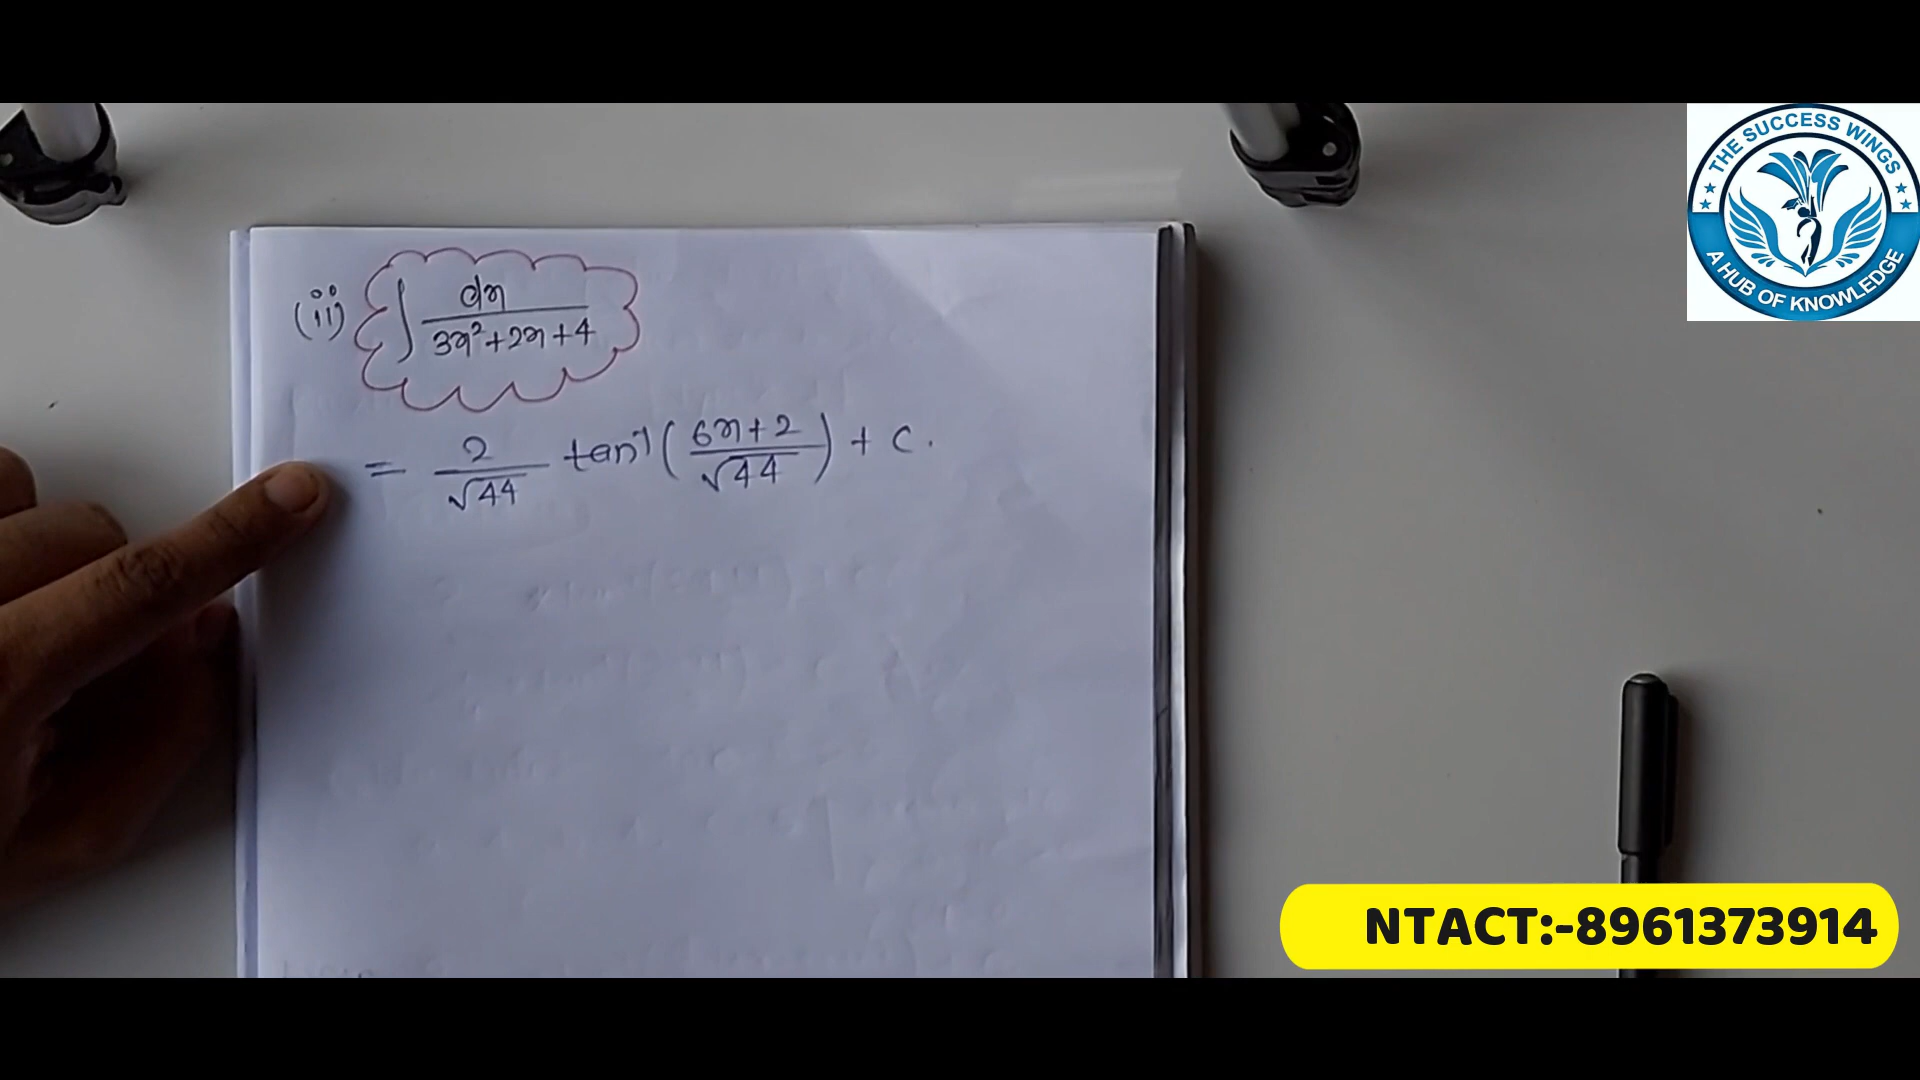 THE SUCCESS WINGS
A HUB OF KNOWLEDGE
(ii) ∫ dx / 3x²+2x+4
= 2/√44 tan⁻¹ (6x+2 / √44) + c.
NTACT:-8961373914